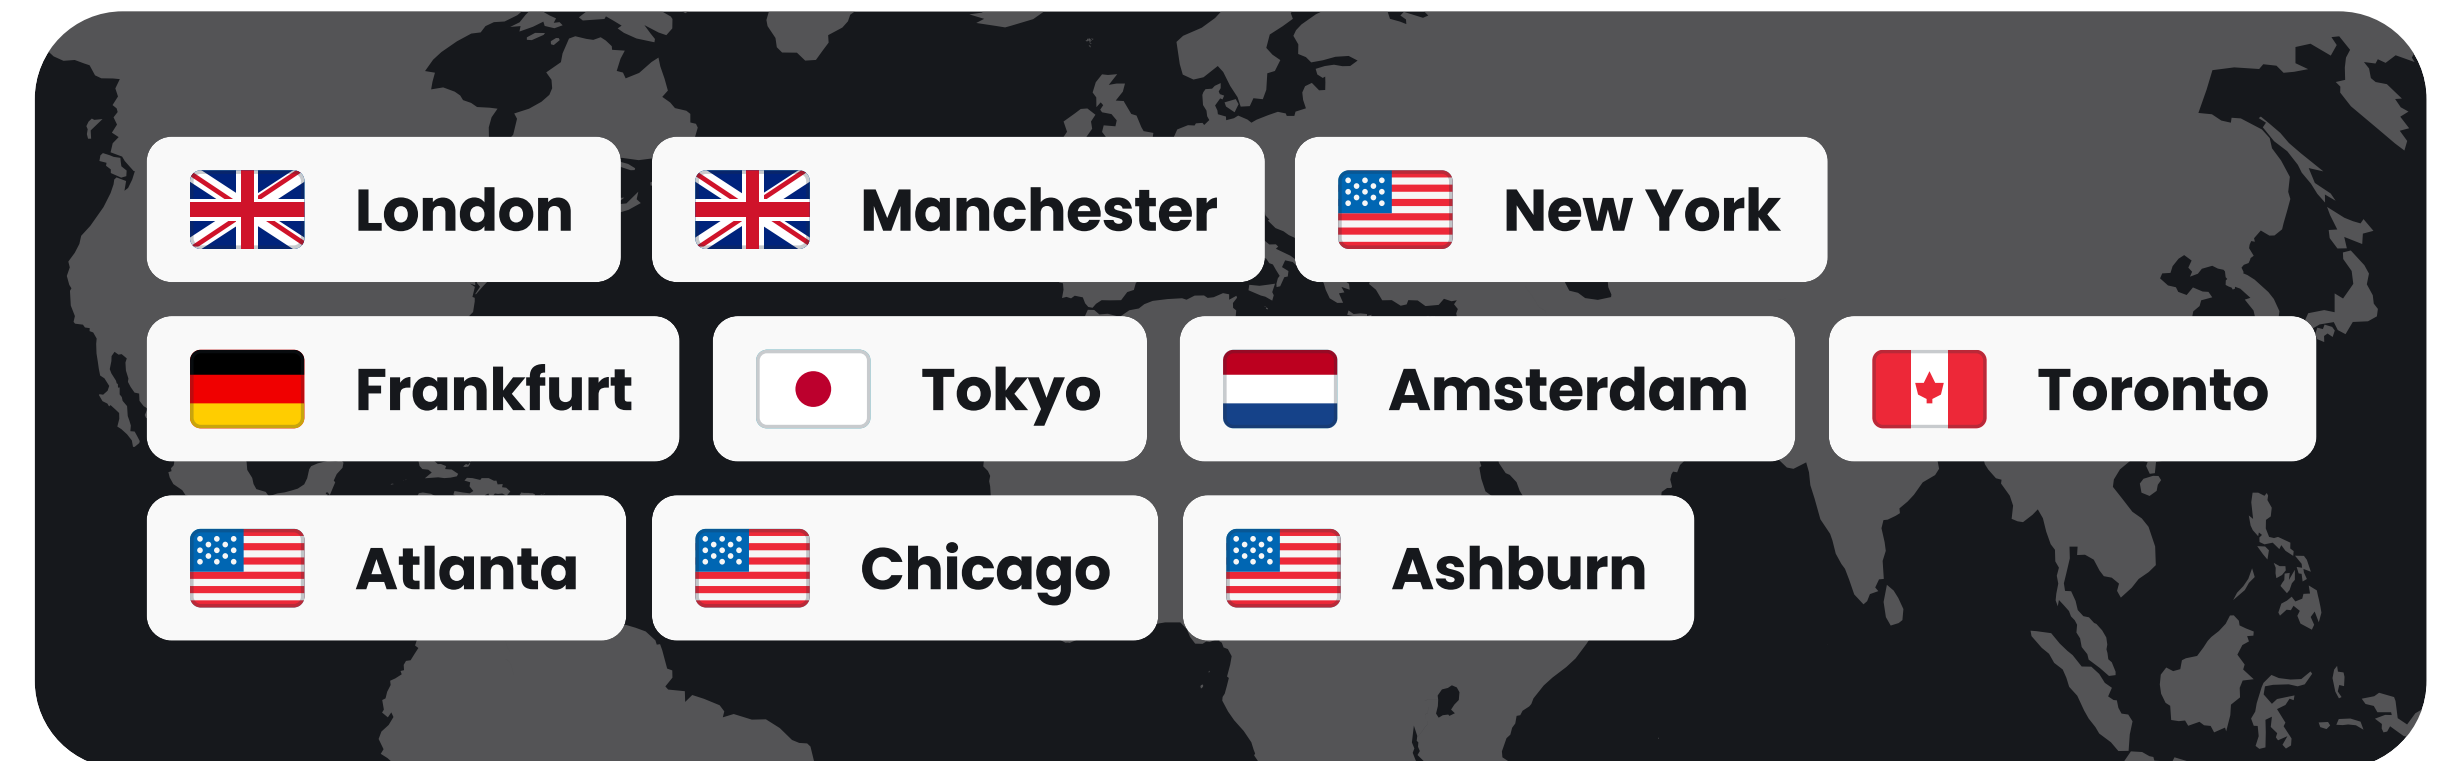 London Manchester New York
Frankfurt Tokyo Amsterdam Toronto
Atlanta Chicago Ashburn